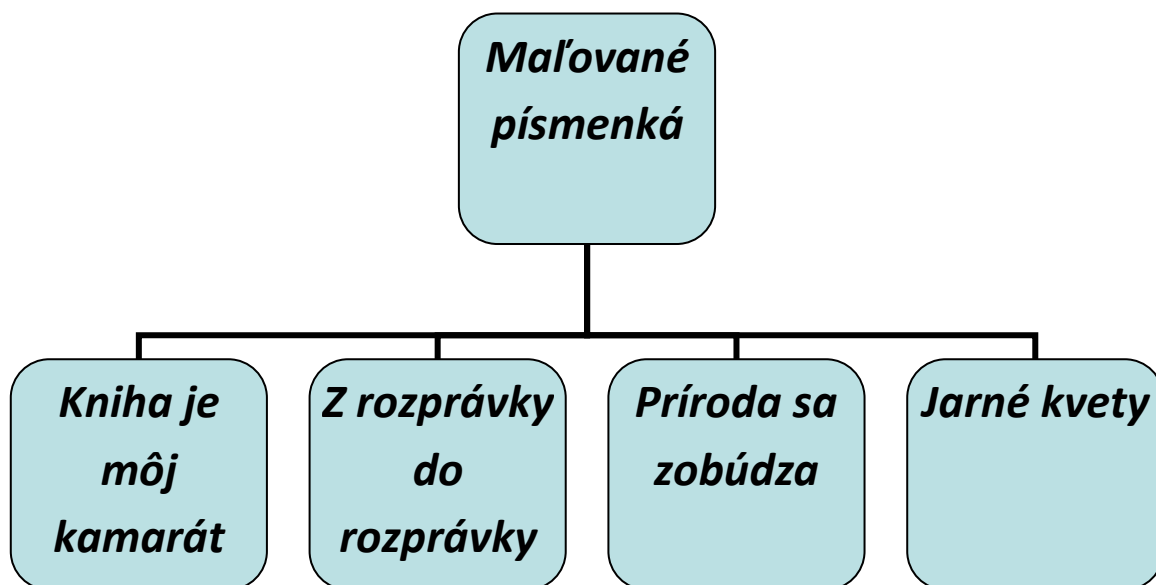 Maľované
písmenká
Kniha je
môj
kamarát
Z rozprávky
do
rozprávky
Príroda sa
zobúdza
Jarné kvety